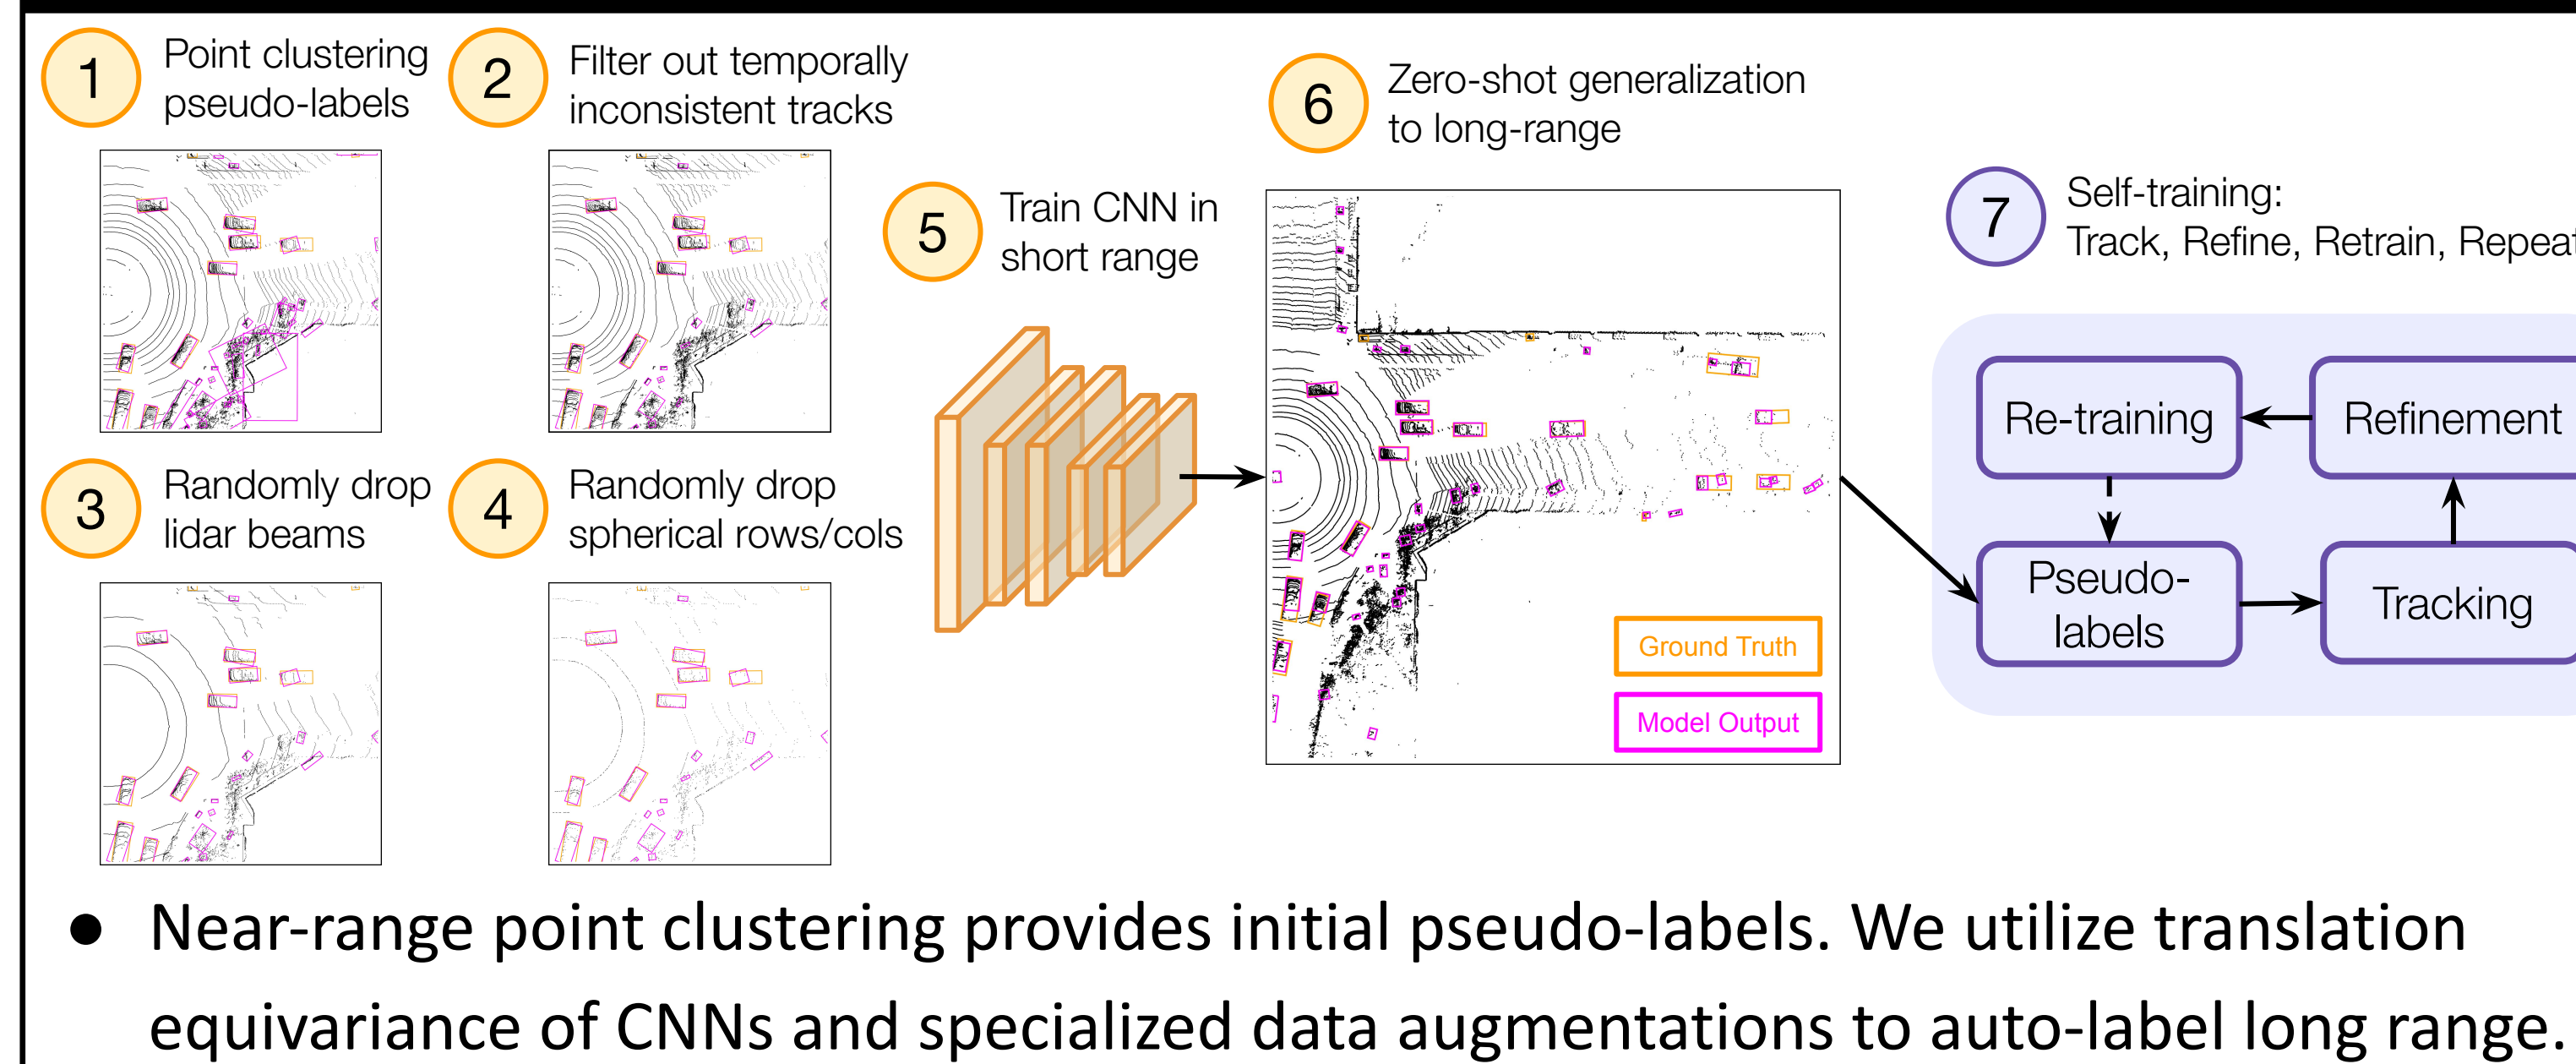 1
Point clustering
pseudo-labels
2
Filter out temporally
inconsistent tracks
3
Randomly drop
lidar beams
4
Randomly drop
spherical rows/cols
5
Train CNN in
short range
6
Zero-shot generalization
to long-range
Ground Truth
Model Output
7
Self-training:
Track, Refine, Retrain, Repeat
Re-training
Refinement
Pseudo-
labels
Tracking
● Near-range point clustering provides initial pseudo-labels. We utilize translation
equivariance of CNNs and specialized data augmentations to auto-label long range.